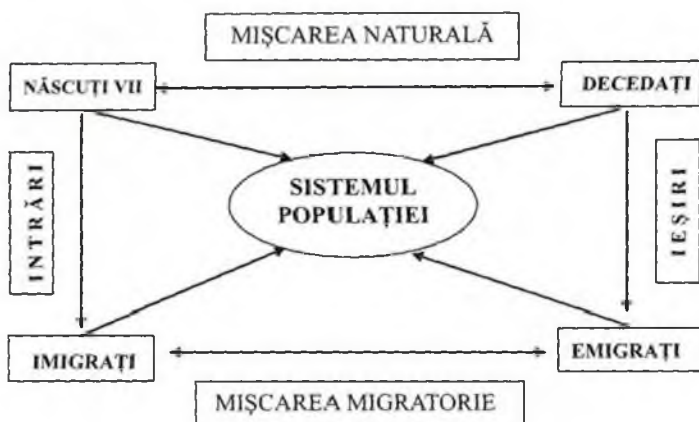 MIȘCAREA NATURALĂ
NĂSCUȚI VII
DECEDAȚI
INTRĂRI
SISTEMUL
POPULAȚIEI
IEȘIRI
IMIGRAȚI
EMIGRAȚI
MIȘCAREA MIGRATORIE